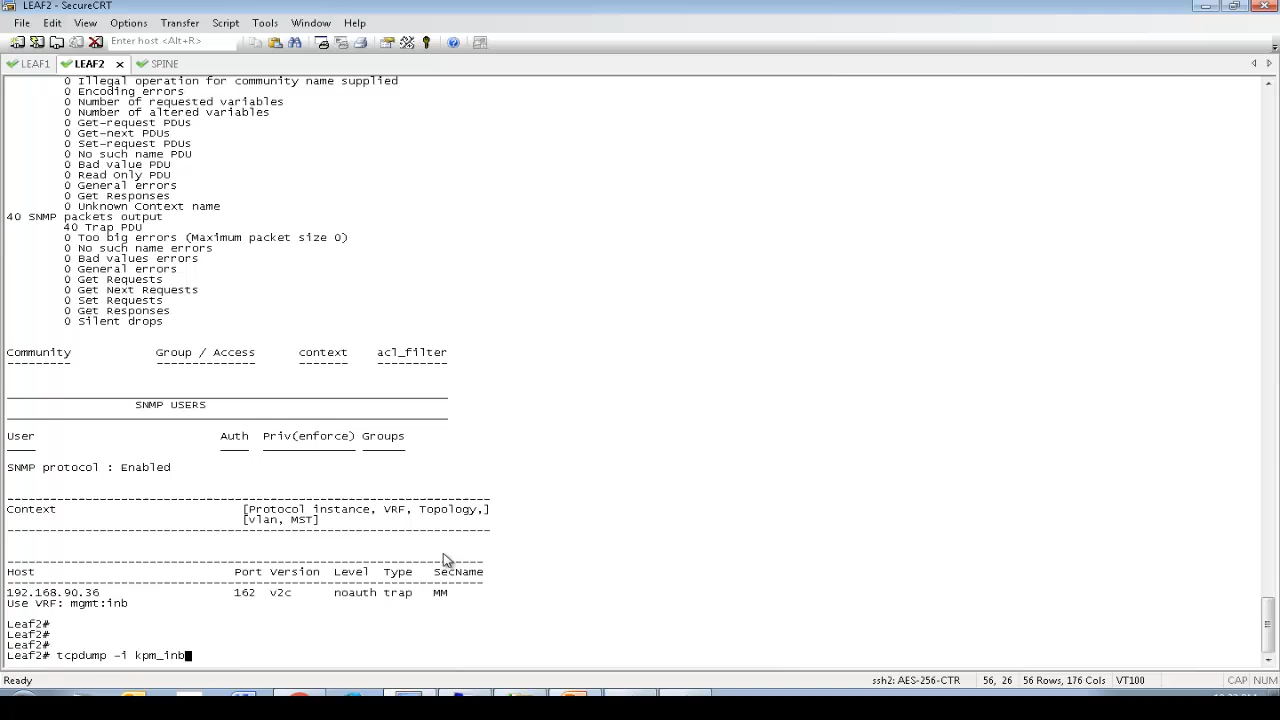 LEAF2 - SecureCRT
File Edit View Options Transfer Script Tools Window Help
Enter host <Alt+R>
LEAF1 LEAF2 SPINE
0 Illegal operation for community name supplied
0 Encoding errors
0 Number of requested variables
0 Number of altered variables
0 Get-request PDUs
0 Get-next PDUs
0 Set-request PDUs
0 No such name PDU
0 Bad value PDU
0 Read Only PDU
0 General errors
0 Get Responses
0 Unknown Context name
40 SNMP packets output
40 Trap PDU
0 Too big errors (Maximum packet size 0)
0 No such name errors
0 Bad values errors
0 General errors
0 Get Requests
0 Get Next Requests
0 Set Requests
0 Get Responses
0 Silent drops
Community Group / Access context acl_filter
SNMP USERS
User Auth Priv(enforce) Groups
SNMP protocol : Enabled
Context [Protocol instance, VRF, Topology,]
[vlan, MST]
Host Port Version Level Type SecName
192.168.90.36 162 v2c noauth trap MM
Use VRF: mgmt:inb
Leaf2#
Leaf2#
Leaf2#
Leaf2# tcpdump -i kpm_inb
Ready ssh2: AES-256-CTR 56, 26 56 Rows, 176 Cols VT100 CAP NUM